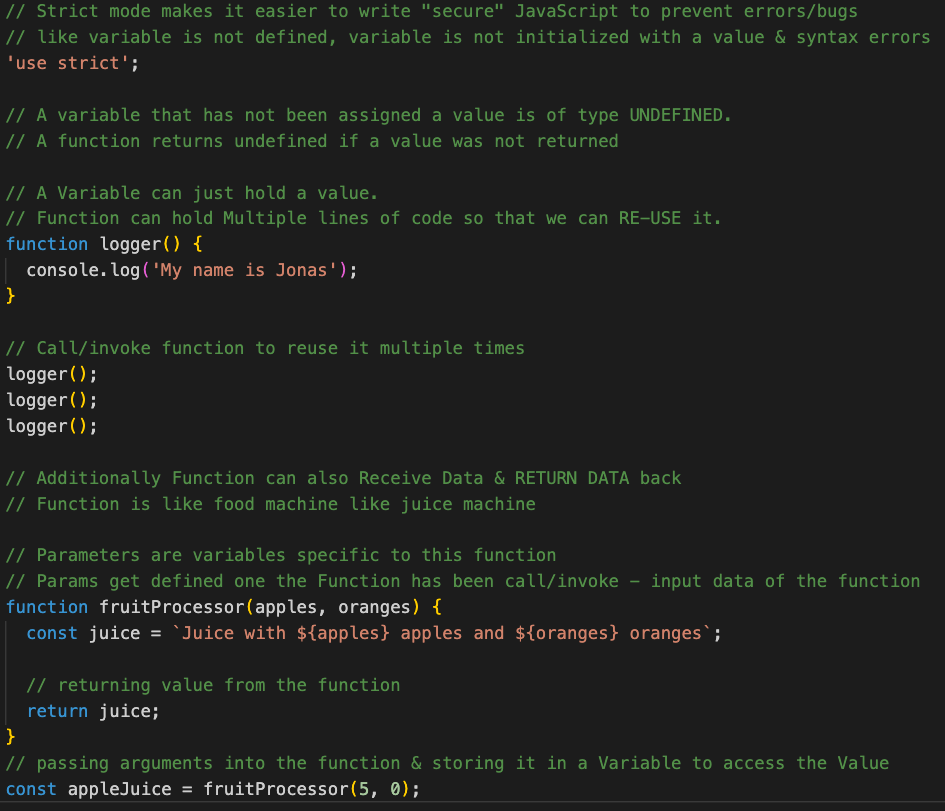 // Strict mode makes it easier to write "secure" JavaScript to prevent errors/bugs
// like variable is not defined, variable is not initialized with a value & syntax errors
'use strict';
// A variable that has not been assigned a value is of type UNDEFINED.
// A function returns undefined if a value was not returned
// A Variable can just hold a value.
// Function can hold Multiple lines of code so that we can RE-USE it.
function logger() {
  console.log('My name is Jonas');
}
// Call/invoke function to reuse it multiple times
logger();
logger();
logger();
// Additionally Function can also Receive Data & RETURN DATA back
// Function is like food machine like juice machine
// Parameters are variables specific to this function
// Params get defined one the Function has been call/invoke - input data of the function
function fruitProcessor(apples, oranges) {
  const juice = `Juice with ${apples} apples and ${oranges} oranges`;
  // returning value from the function
  return juice;
}
// passing arguments into the function & storing it in a Variable to access the Value
const appleJuice = fruitProcessor(5, 0);